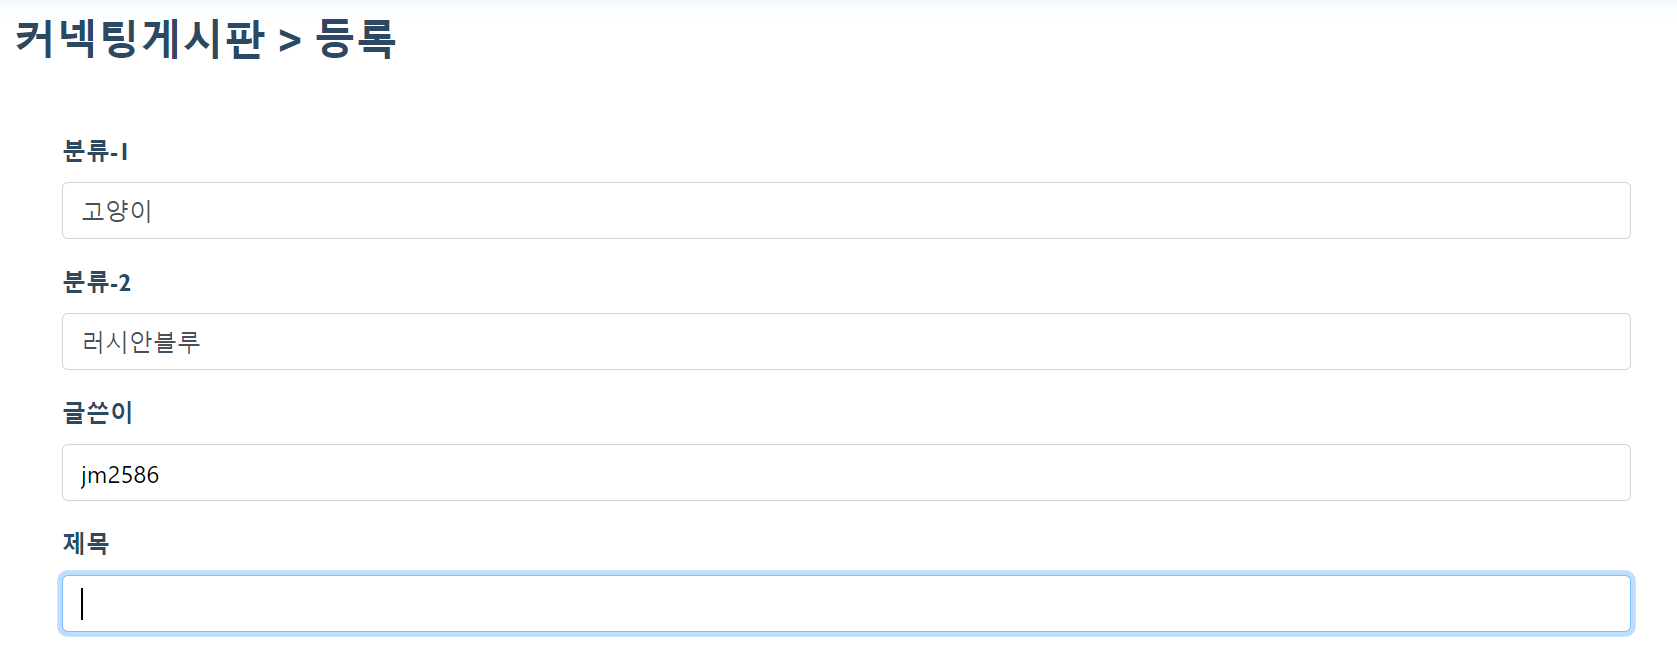 커넥팅게시판 > 등록
분류-1
고양이
분류-2
러시안블루
글쓴이
jm2586
제목